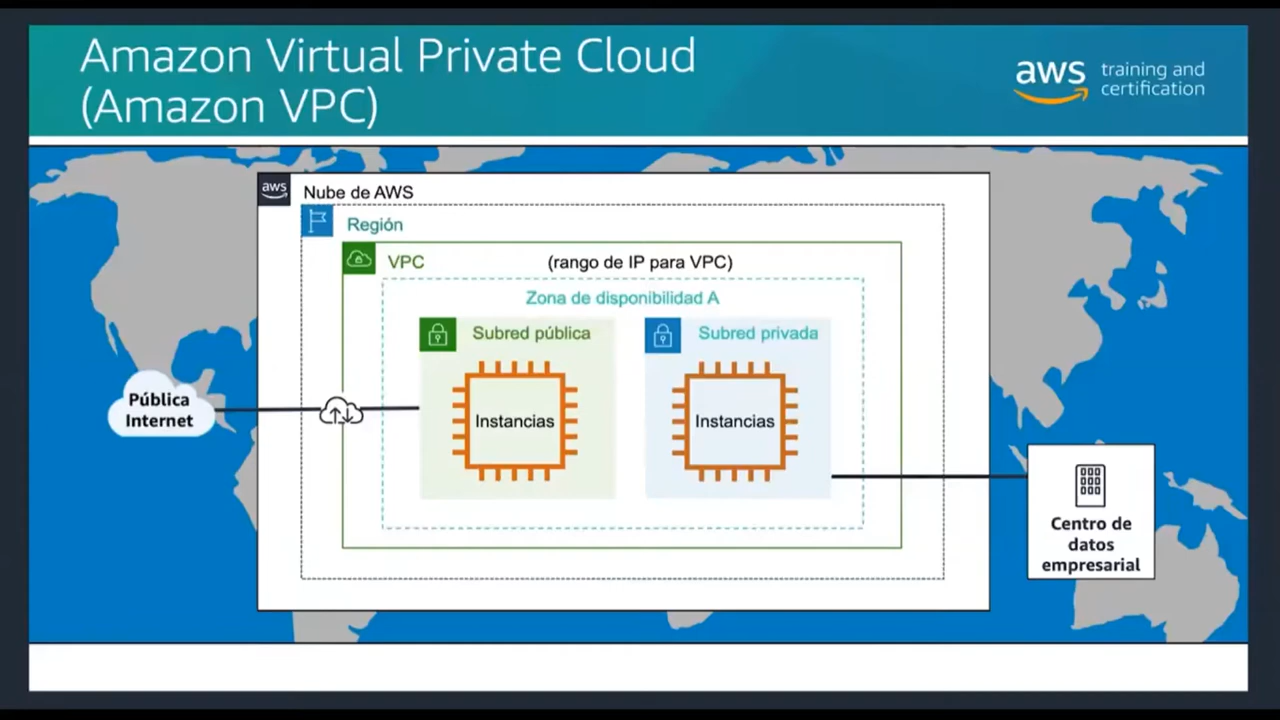 Amazon Virtual Private Cloud
(Amazon VPC)
aws training and
certification
aws
Nube de AWS
Región
VPC
(rango de IP para VPC)
Zona de disponibilidad A
Subred pública
Subred privada
Pública
Internet
Instancias
Instancias
Centro de
datos
empresarial